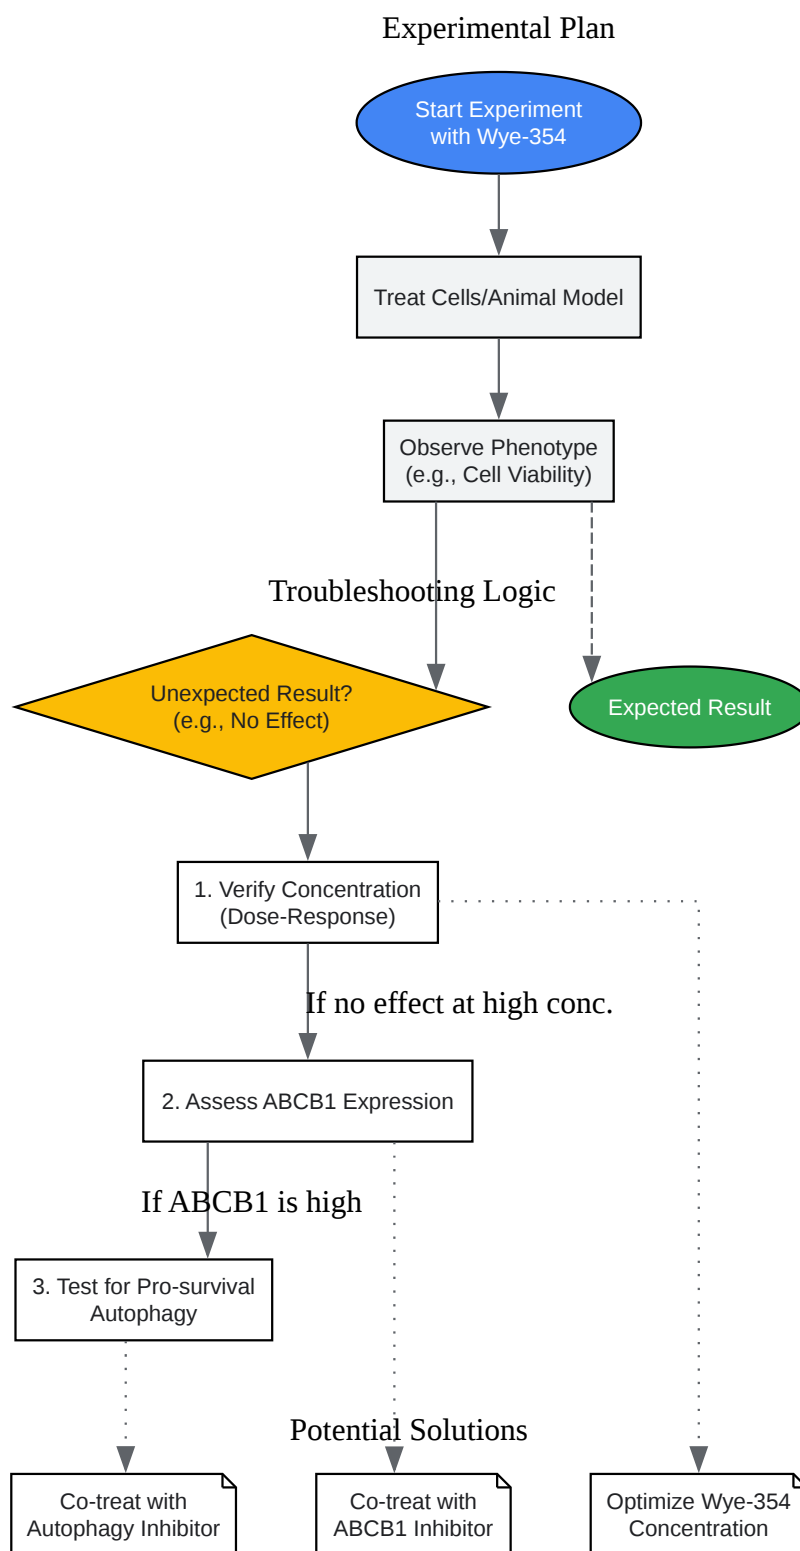 Experimental Plan
Start Experiment
with Wye-354
Treat Cells/Animal Model
Observe Phenotype
(e.g., Cell Viability)
Troubleshooting Logic
Unexpected Result?
(e.g., No Effect)
Expected Result
1. Verify Concentration
(Dose-Response)
If no effect at high conc.
2. Assess ABCB1 Expression
If ABCB1 is high
3. Test for Pro-survival
Autophagy
Potential Solutions
Co-treat with
Autophagy Inhibitor
Co-treat with
ABCB1 Inhibitor
Optimize Wye-354
Concentration